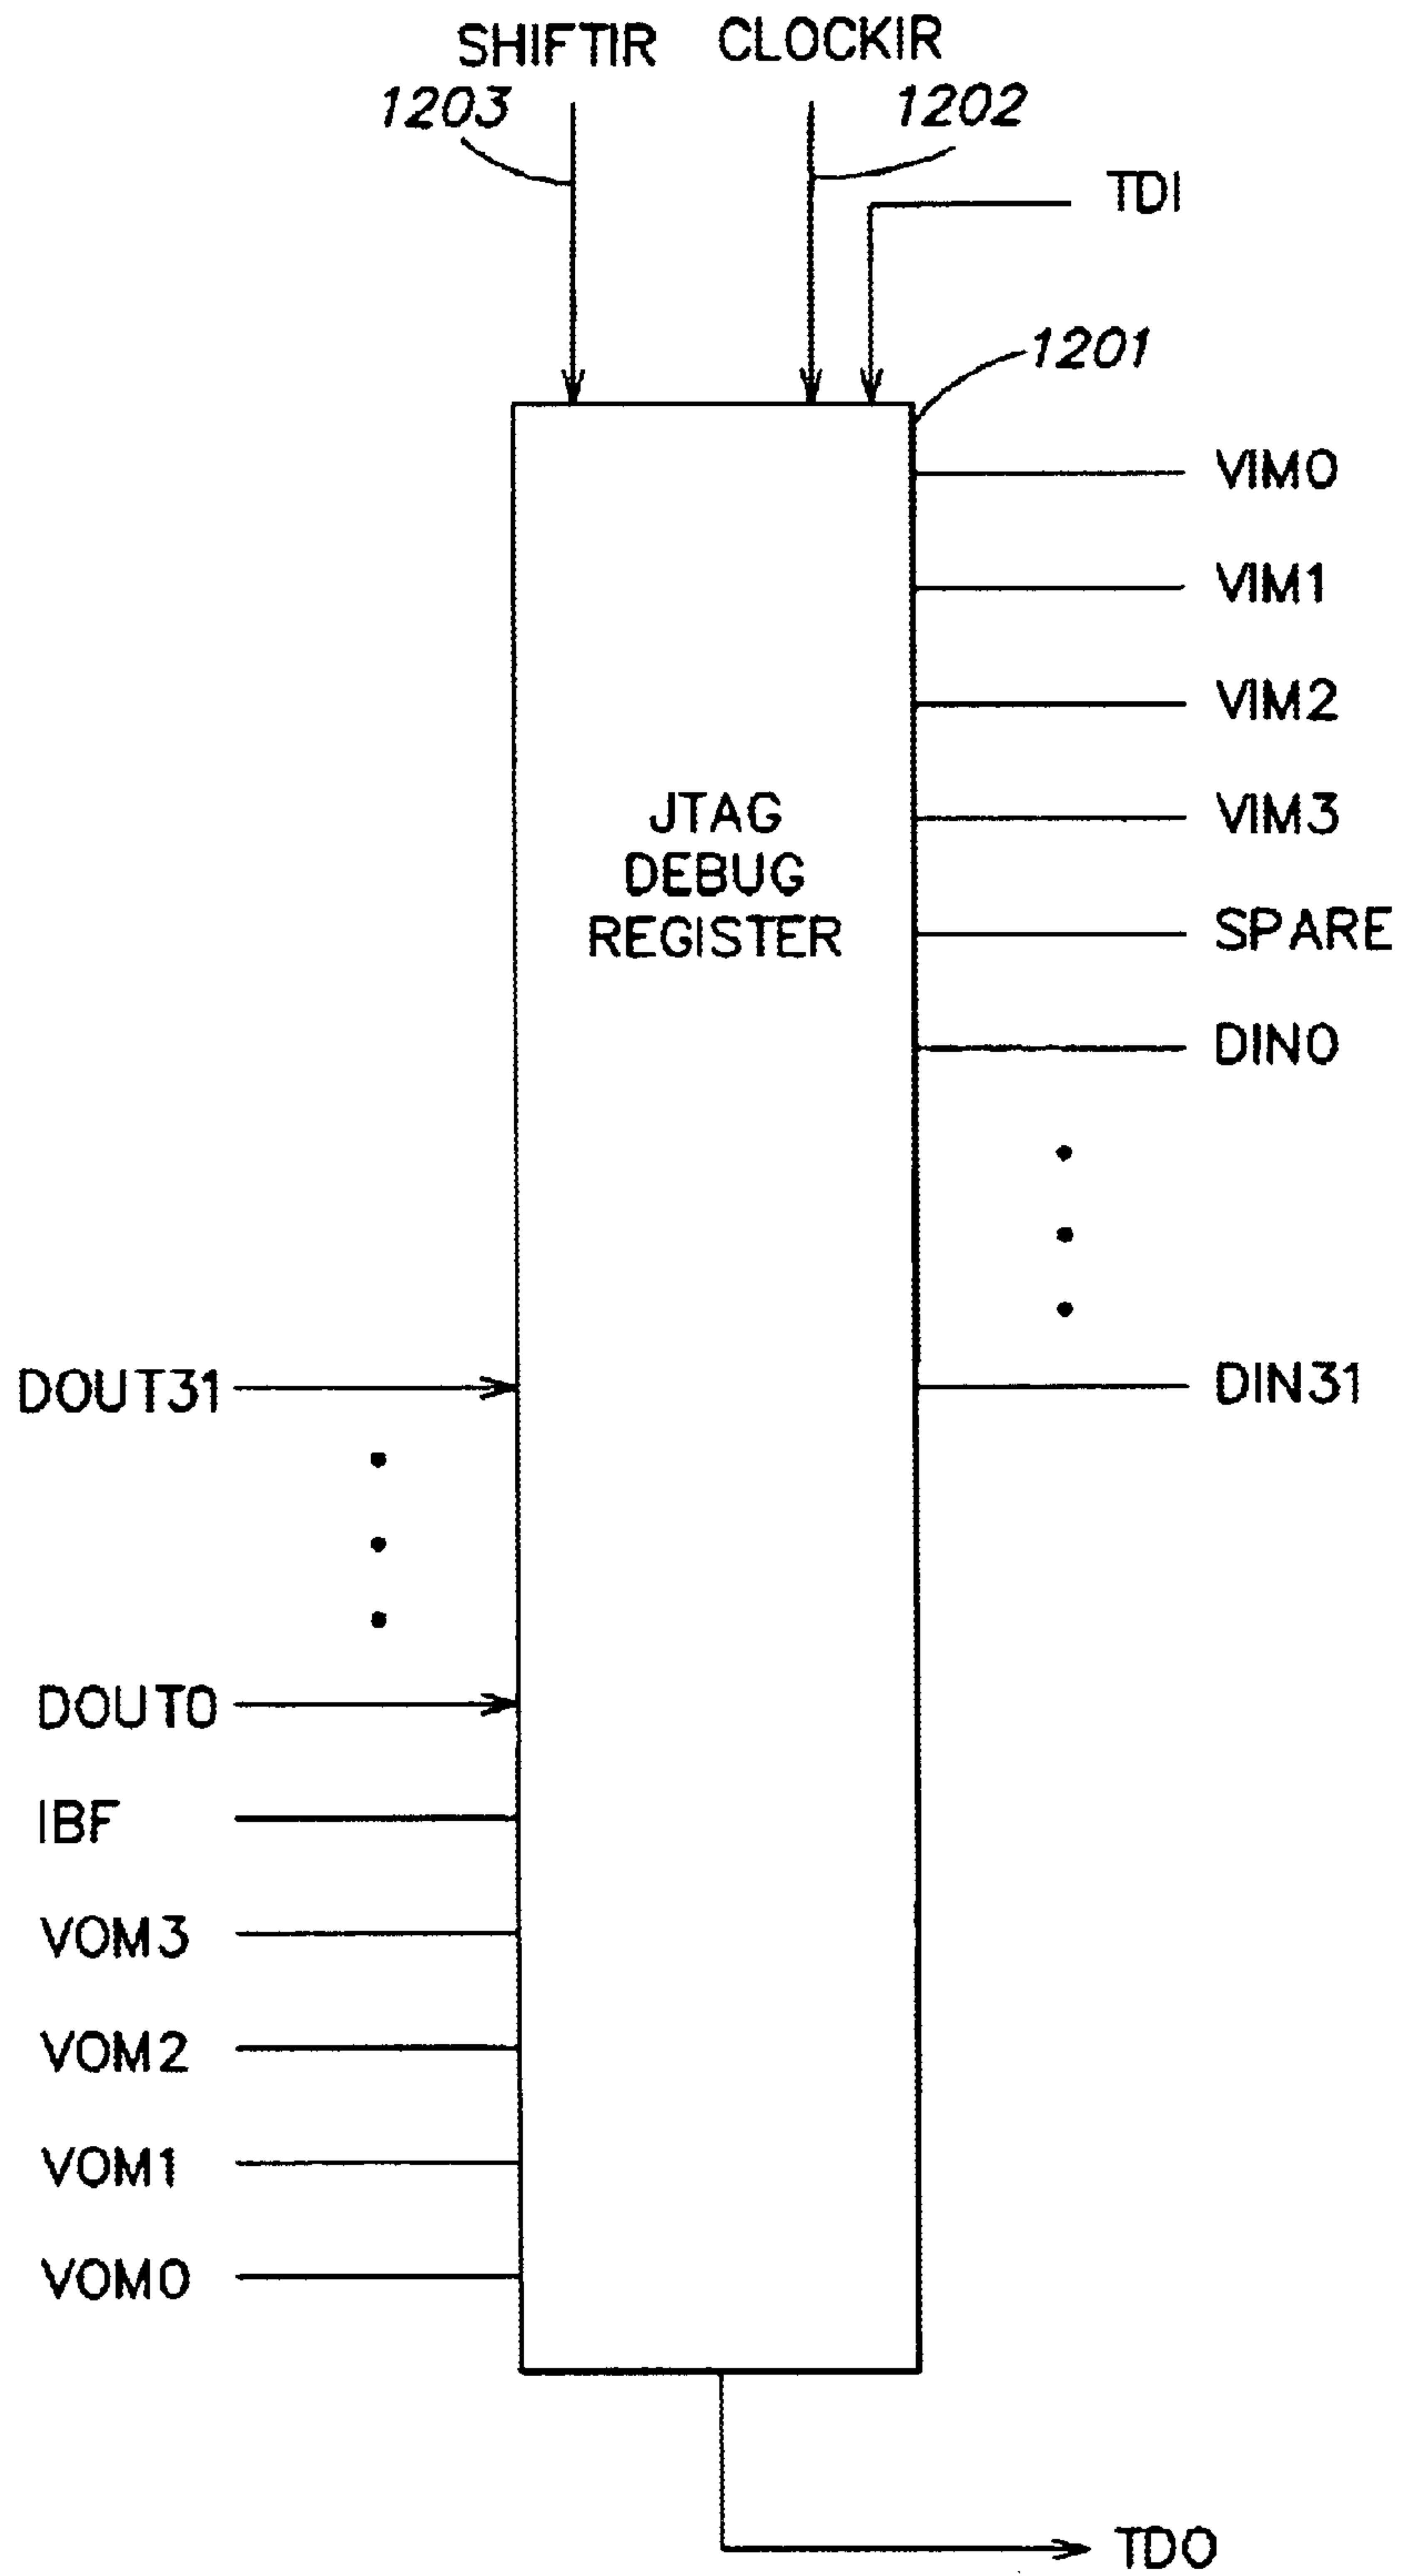 SHIFTIR CLOCKIR
1203 1202
TDI
1201
VIM0
VIM1
VIM2
VIM3
JTAG
DEBUG
REGISTER
SPARE
DIN0
DOUT31
DIN31
DOUT0
IBF
VOM3
VOM2
VOM1
VOM0
TDO